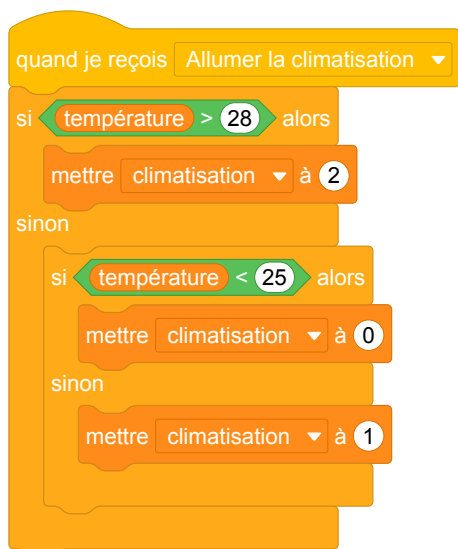 quand je reçois Allumer la climatisation
si température > 28 alors
mettre climatisation à 2
sinon
si température < 25 alors
mettre climatisation à 0
sinon
mettre climatisation à 1